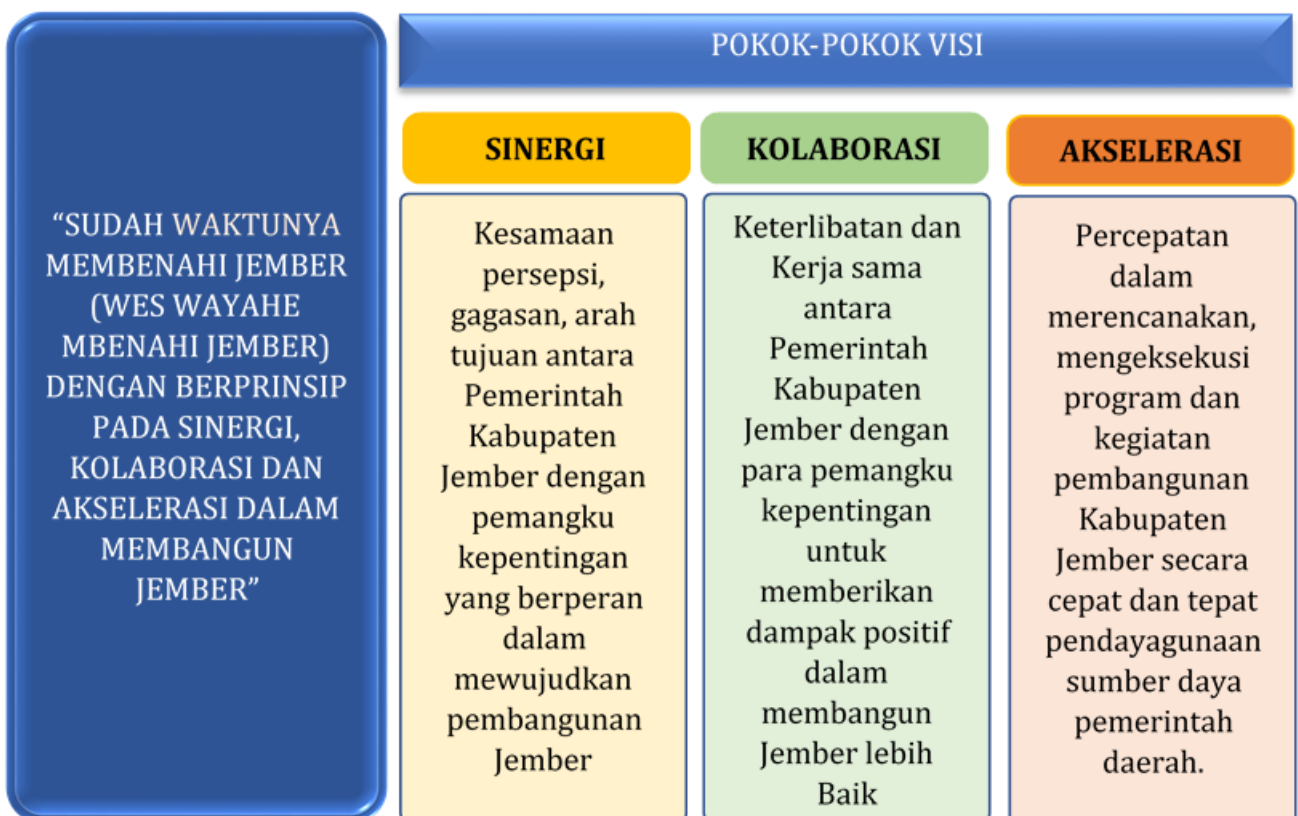 “SUDAH WAKTUNYA
MEMBENAHI JEMBER
(WES WAYAHE
MBENAHI JEMBER)
DENGAN BERPRINSIP
PADA SINERGI,
KOLABORASI DAN
AKSELERASI DALAM
MEMBANGUN
JEMBER”
POKOK-POKOK VISI
SINERGI
Kesamaan
persepsi,
gagasan, arah
tujuan antara
Pemerintah
Kabupaten
Jember dengan
pemangku
kepentingan
yang berperan
dalam
mewujudkan
pembangunan
Jember
KOLABORASI
Keterlibatan dan
Kerja sama
antara
Pemerintah
Kabupaten
Jember dengan
para pemangku
kepentingan
untuk
memberikan
dampak positif
dalam
membangun
Jember lebih
Baik
AKSELERASI
Percepatan
dalam
merencanakan,
mengeksekusi
program dan
kegiatan
pembangunan
Kabupaten
Jember secara
cepat dan tepat
pendayagunaan
sumber daya
pemerintah
daerah.